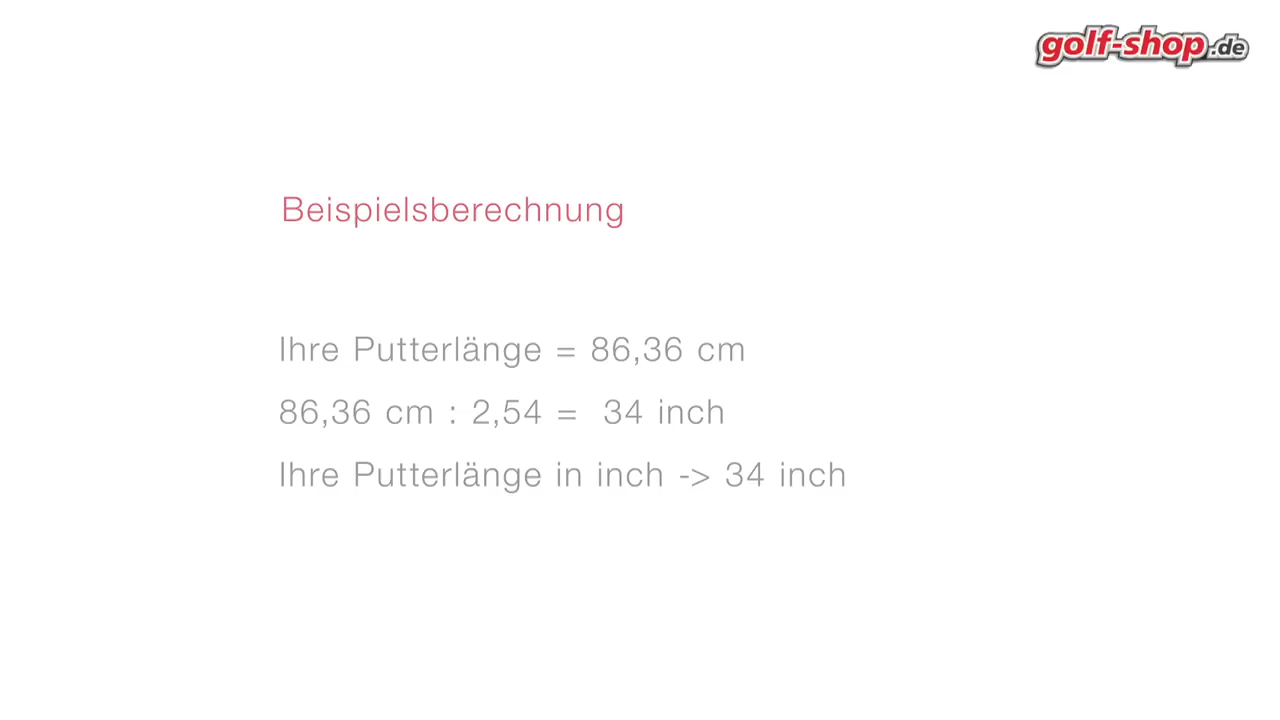 golf-shop.de
Beispielsberechnung
Ihre Putterlänge = 86,36 cm
86,36 cm : 2,54 = 34 inch
Ihre Putterlänge in inch -> 34 inch